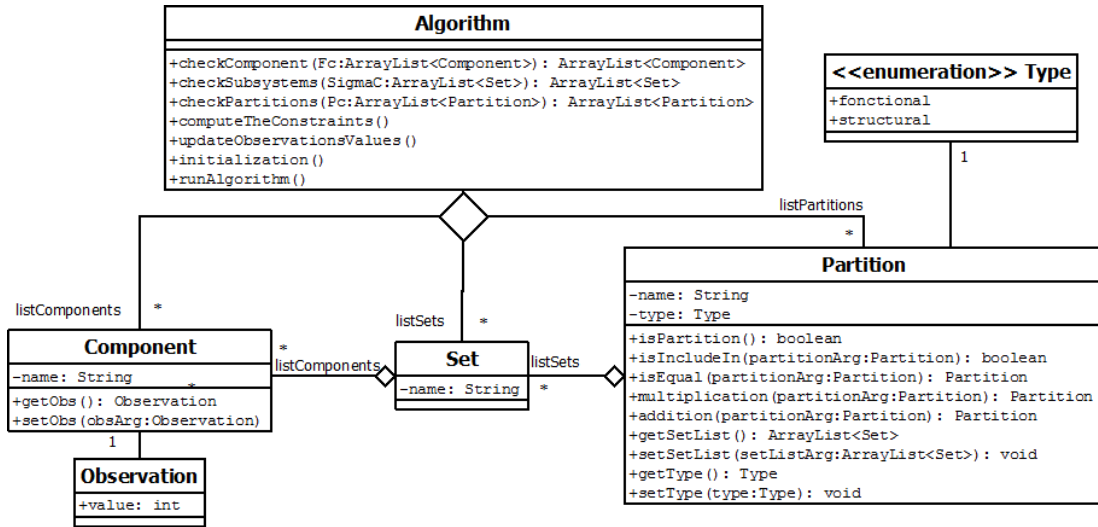 Algorithm
+checkComponent(Fc:ArrayList<Component>): ArrayList<Component>
+checkSubsystems(SigmaC:ArrayList<Set>): ArrayList<Set>
+checkPartitions(Pc:ArrayList<Partition>): ArrayList<Partition>
+computeTheConstraints()
+updateObservationsValues()
+initialization()
+runAlgorithm()
<<enumeration>> Type
+fonctional
+structural
1
listPartitions
*
listComponents
*
listSets
*
Component
-name: String
*
+getObs(): Observation
+setObs(obsArg:Observation)
*
listComponents
Set
-name: String
listSets
*
Partition
-name: String
-type: Type
+isPartition(): boolean
+isIncludeIn(partitionArg:Partition): boolean
+isEqual(partitionArg:Partition): Partition
+multiplication(partitionArg:Partition): Partition
+addition(partitionArg:Partition): Partition
+getSetList(): ArrayList<Set>
+setSetList(setListArg:ArrayList<Set>): void
+getType(): Type
+setType(type:Type): void
1
Observation
+value: int